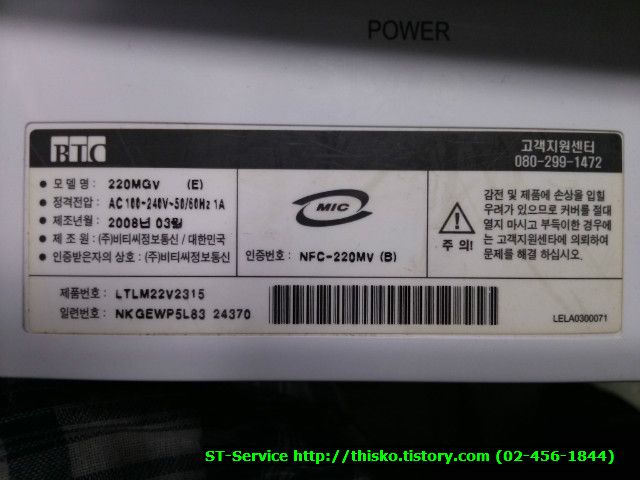 POWER
BTC
고객지원센터
080-299-1472
모델명 : 220MGV (E)
정격전압 : AC 100-240V~50/60Hz 1A
제조년월 : 2008년 03월
제 조 원 : (주)비티씨정보통신 / 대한민국
인증받은자의 상호 : (주)비티씨정보통신
MIC
인증번호 : NFC-220MV (B)
주 의!
감전 및 제품에 손상을 입힐
우려가 있으므로 커버를 절대
열지 마시고 부득이한 경우에
는 고객지원센타에 의뢰하여
문제를 해결 하십시오.
제품번호 : LTLM22V2315
일련번호 : NKGEWP5L83 24370
LELA0300071
ST-Service http://thisko.tistory.com (02-456-1844)